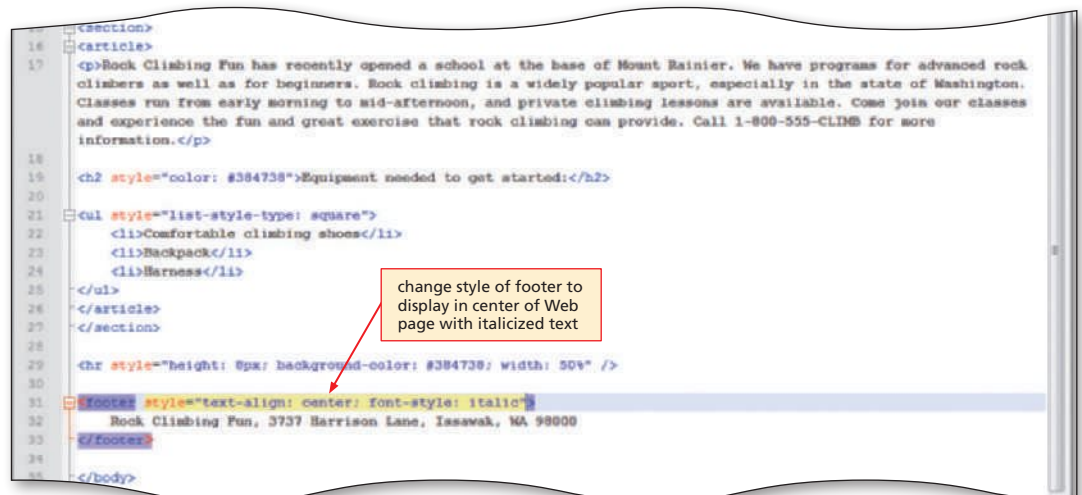 15 <section>
16 <article>
17 <p>Rock Climbing Fun has recently opened a school at the base of Mount Rainier. We have programs for advanced rock
climbers as well as for beginners. Rock climbing is a widely popular sport, especially in the state of Washington.
Classes run from early morning to mid-afternoon, and private climbing lessons are available. Come join our classes
and experience the fun and great exercise that rock climbing can provide. Call 1-800-555-CLIMB for more
information.</p>
18
19 <h2 style="color: #384738">Equipment needed to get started:</h2>
20
21 <ul style="list-style-type: square">
22 <li>Comfortable climbing shoes</li>
23 <li>Backpack</li>
24 <li>Harness</li>
25 </ul>
26 </article>
27 </section>
28
29 <hr style="height: 8px; background-color: #384738; width: 50%" />
30
31 <footer style="text-align: center; font-style: italic">
32 Rock Climbing Fun, 3737 Harrison Lane, Issawak, WA 98000
33 </footer>
34
35 </body>
change style of footer to
display in center of Web
page with italicized text